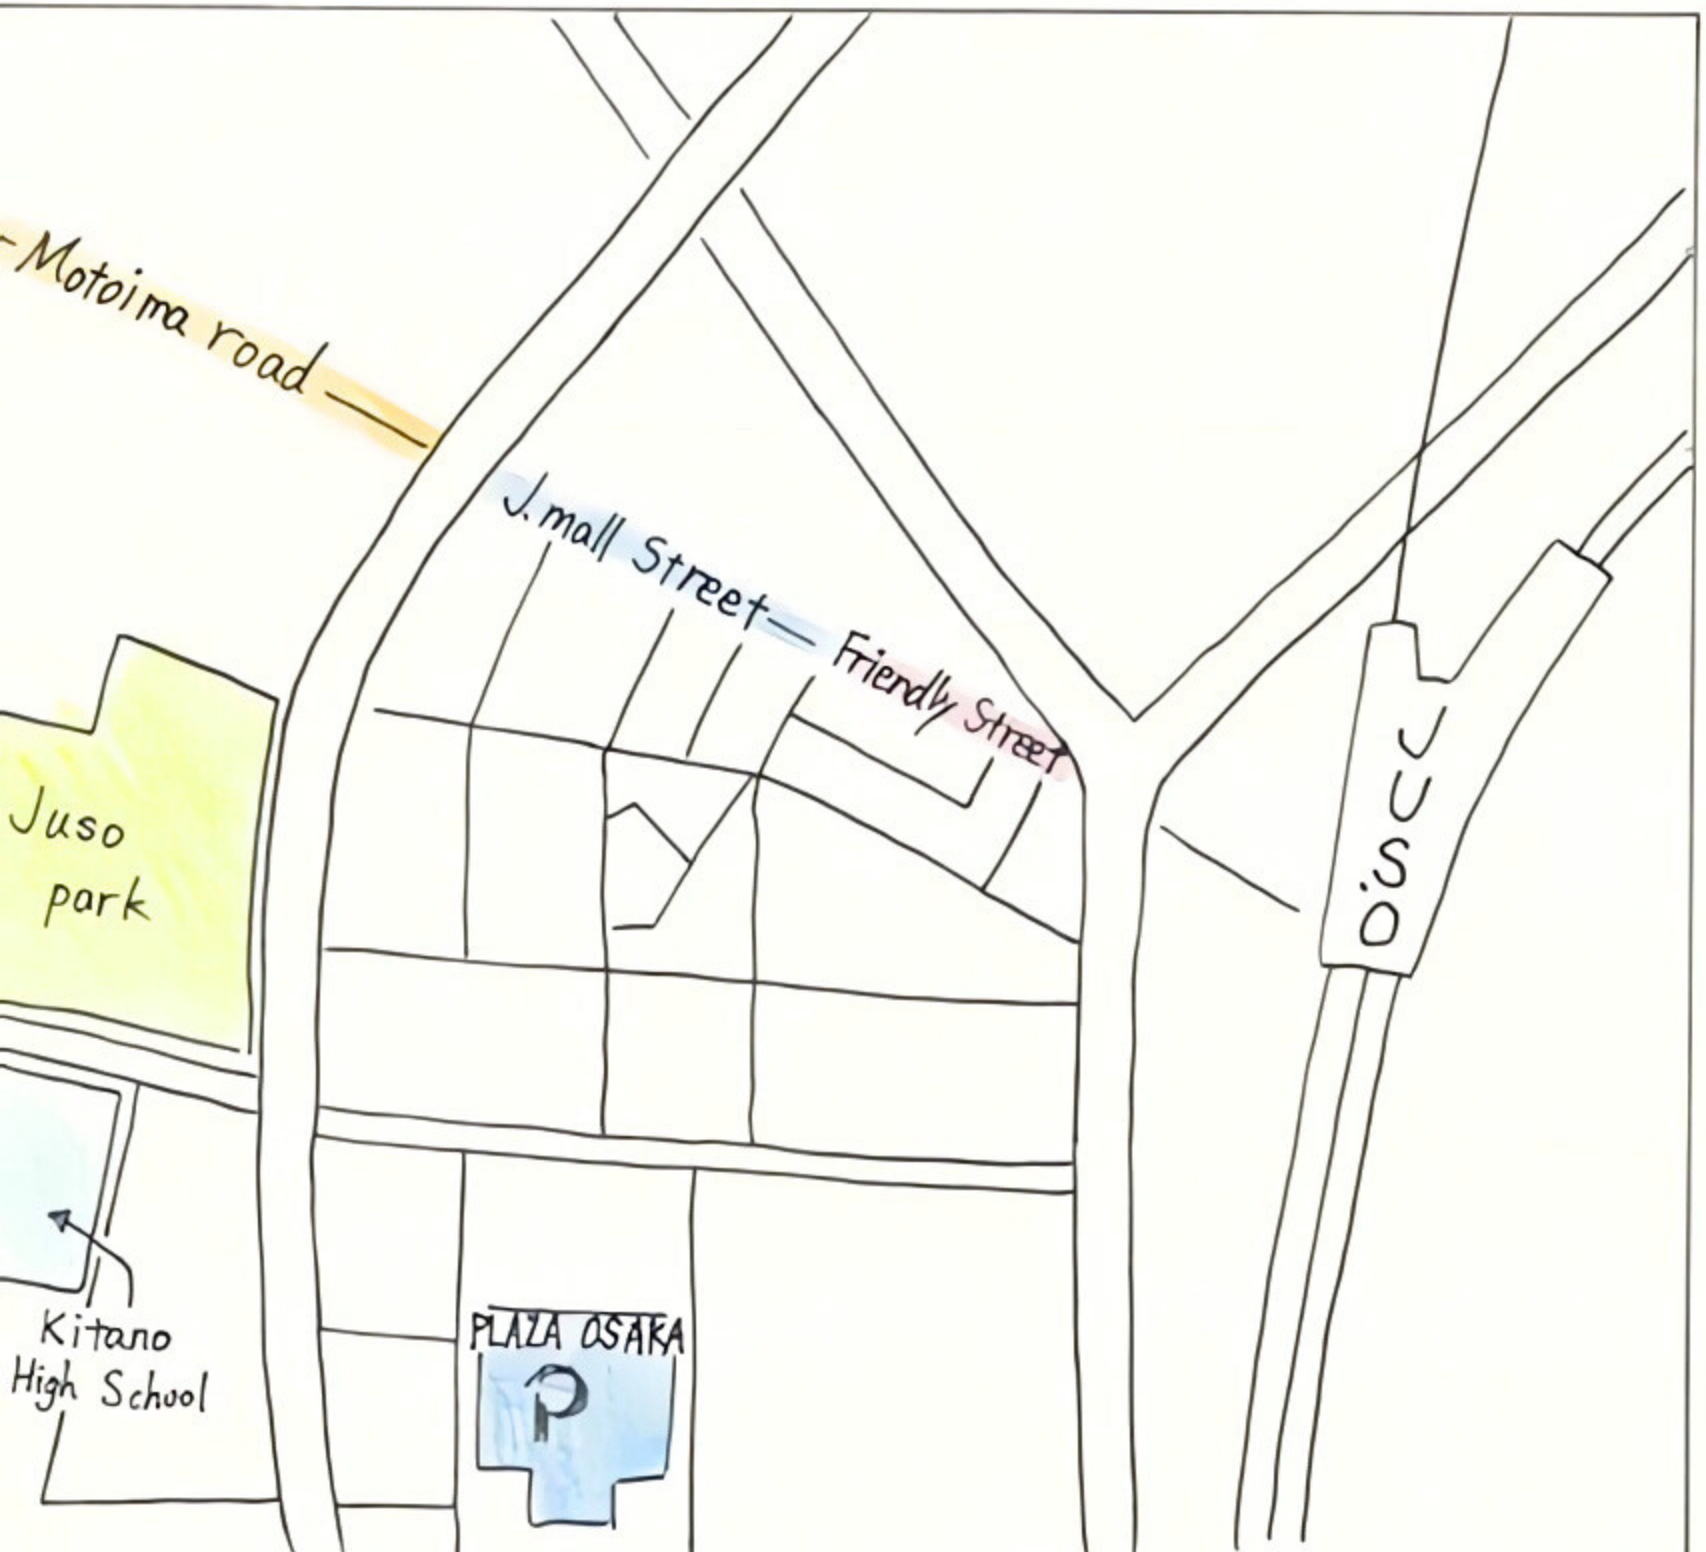 Motoima road
J.mall Street
Friendly Street
JUSO
Juso
park
Kitano
High School
PLAZA OSAKA
P